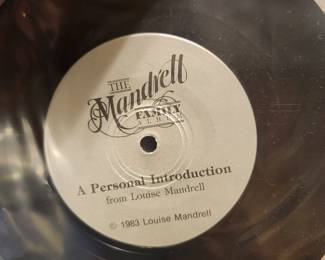 THE
Mandrell
FAMILY
ALBUM
A Personal Introduction
from Louise Mandrell
© 1983 Louise Mandrell